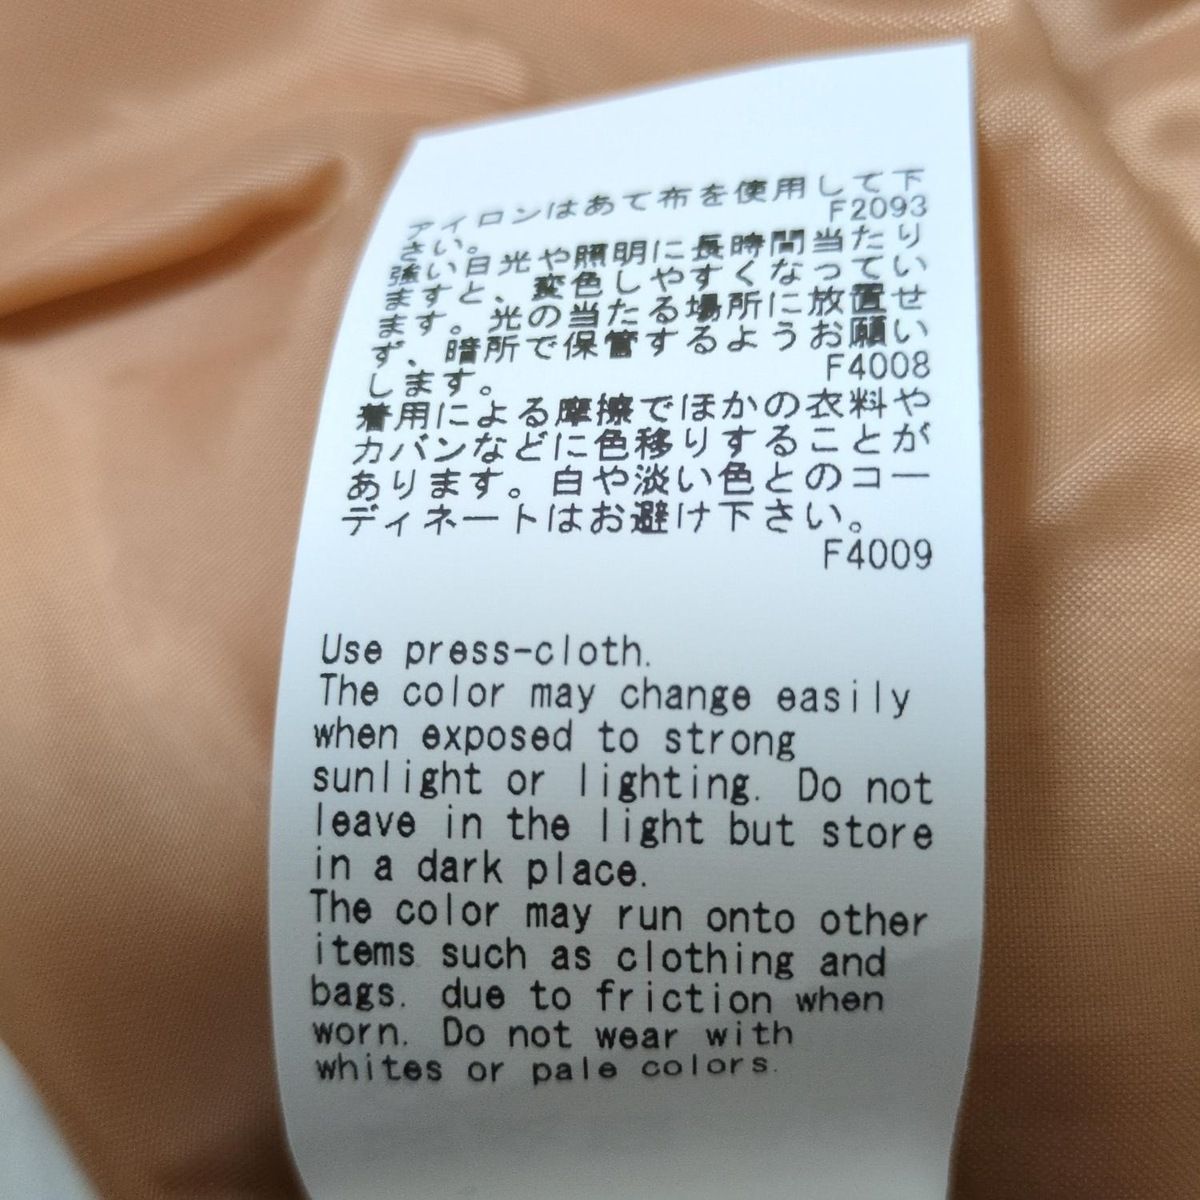 アイロンはあて布を使用して下
さい。 F2093
強い日光や照明に長時間当たり
ますと、変色しやすくなってい
ます。光の当たる場所に放置せ
ず、暗所で保管するようお願い
します。 F4008
着用による摩擦でほかの衣料や
カバンなどに色移りすることが
あります。白や淡い色とのコー
ディネートはお避け下さい。
F4009
Use press-cloth.
The color may change easily
when exposed to strong
sunlight or lighting. Do not
leave in the light but store
in a dark place.
The color may run onto other
items such as clothing and
bags. due to friction when
worn. Do not wear with
whites or pale colors.